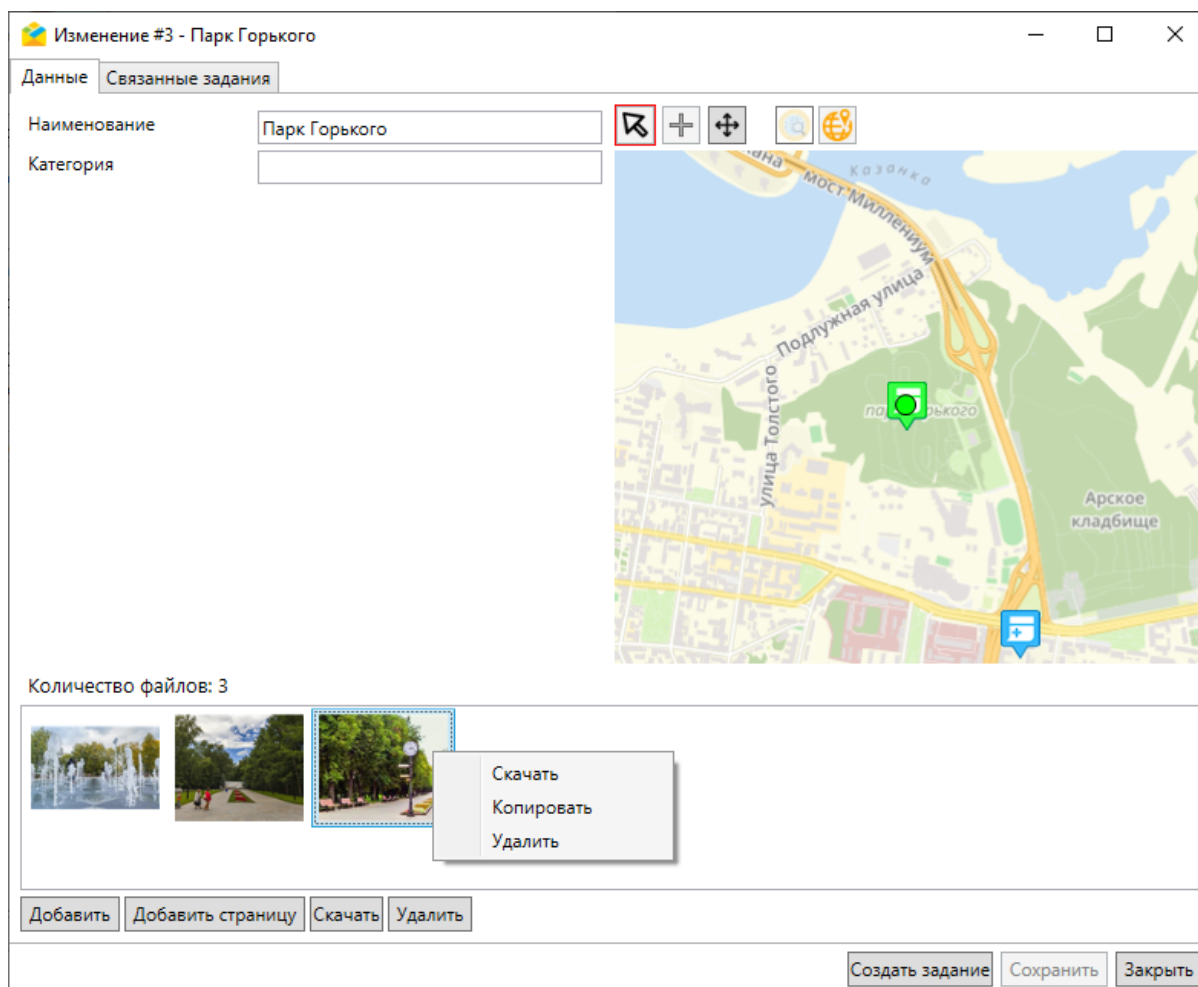 Изменение #3 - Парк Горького
Данные
Связанные задания
Наименование
Парк Горького
Категория
Казанка
мост Миллениум
Подлужная улица
улица Толстого
Арское
кладбище
Количество файлов: 3
Скачать
Копировать
Удалить
Добавить
Добавить страницу
Скачать
Удалить
Создать задание
Сохранить
Закрыть